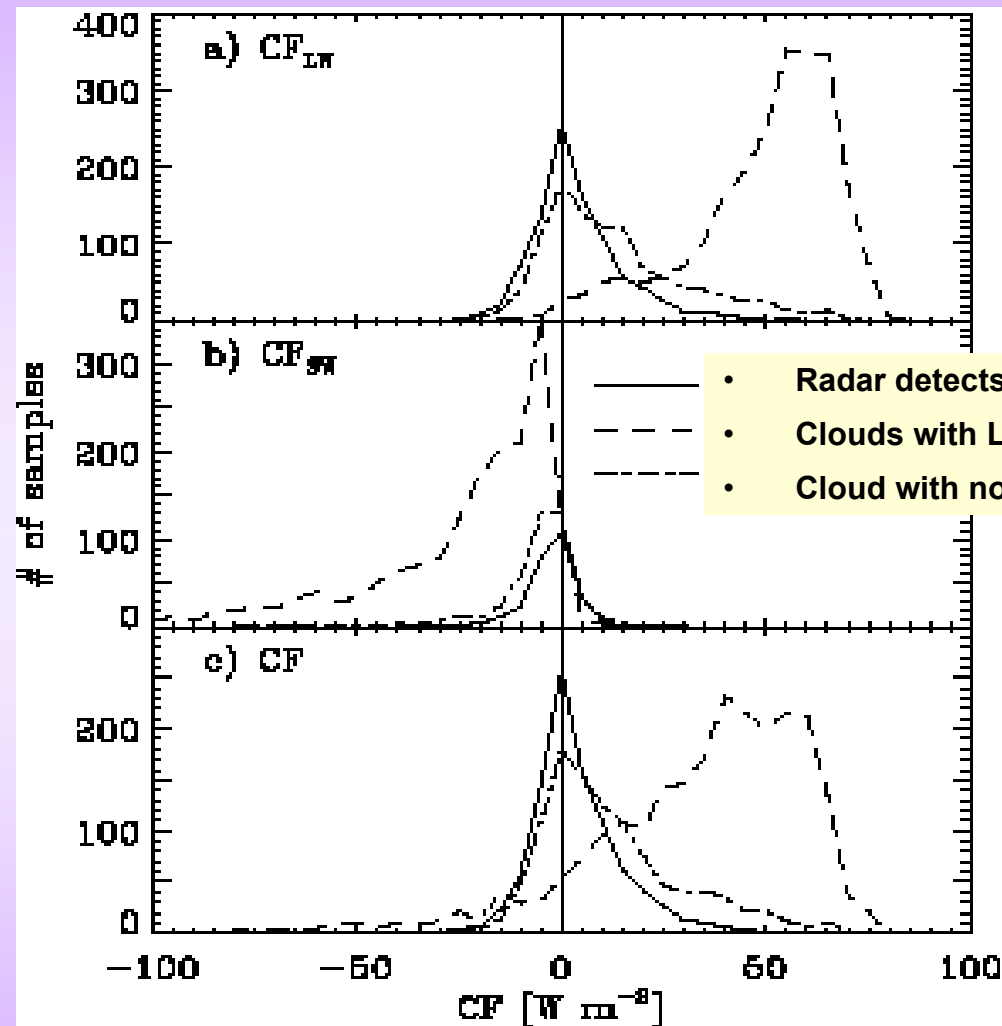 400
a) CF_LW
300
200
100
0
b) CF_SW
300
200
100
0
• Radar detects
• Clouds with L
• Cloud with no
# of samples
c) CF
200
100
0
-100
-50
0
50
100
CF [W m⁻²]